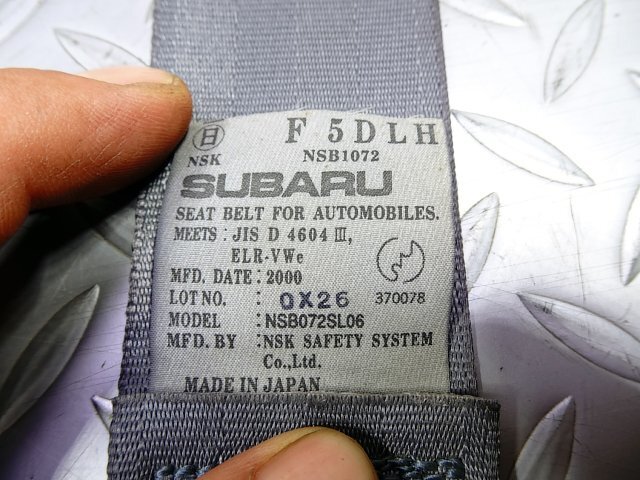 日 F 5DLH
NSK NSB1072
SUBARU
SEAT BELT FOR AUTOMOBILES.
MEETS : JIS D 4604 Ⅲ,
ELR-VWe
MFD. DATE : 2000
LOT NO. : 0X26 370078
MODEL : NSB072SL06
MFD. BY : NSK SAFETY SYSTEM
Co.,Ltd.
MADE IN JAPAN